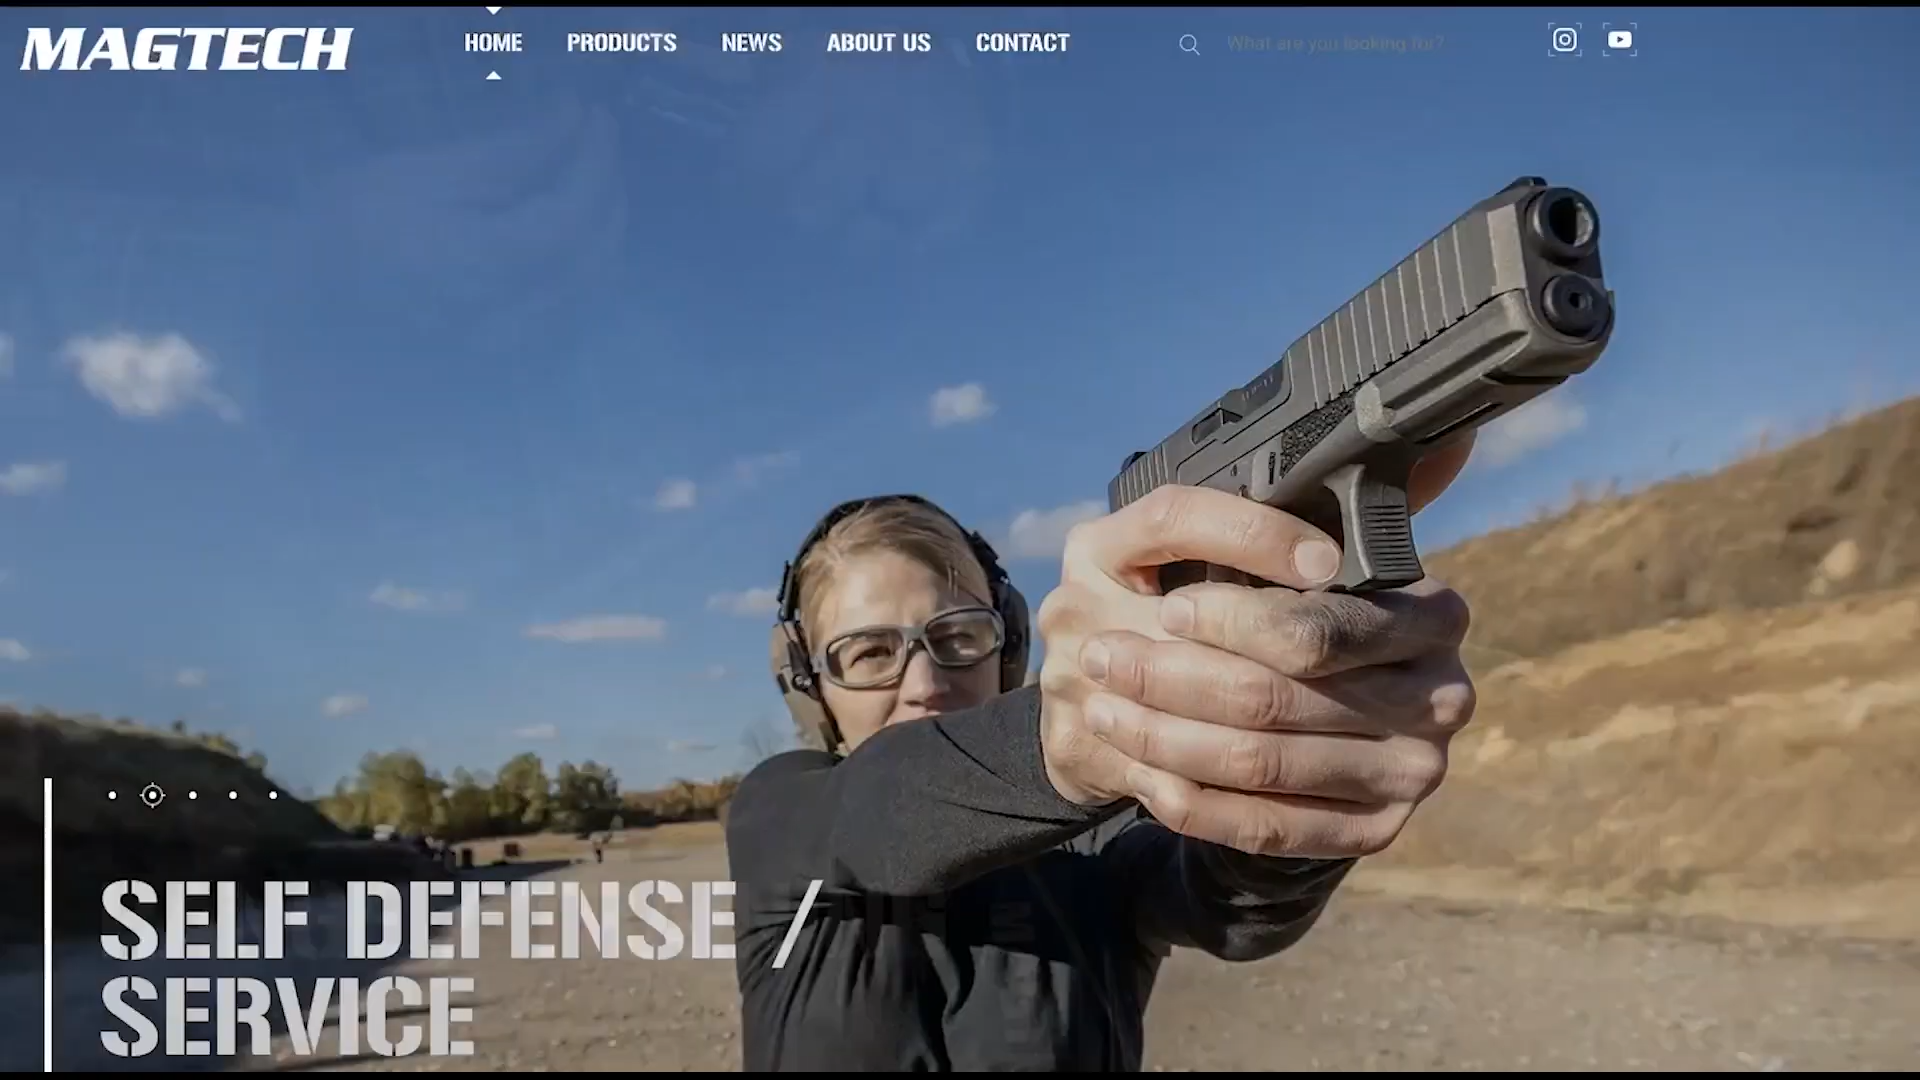 MAGTECH
HOME PRODUCTS NEWS ABOUT US CONTACT
What are you looking for?
SELF DEFENSE /
SERVICE